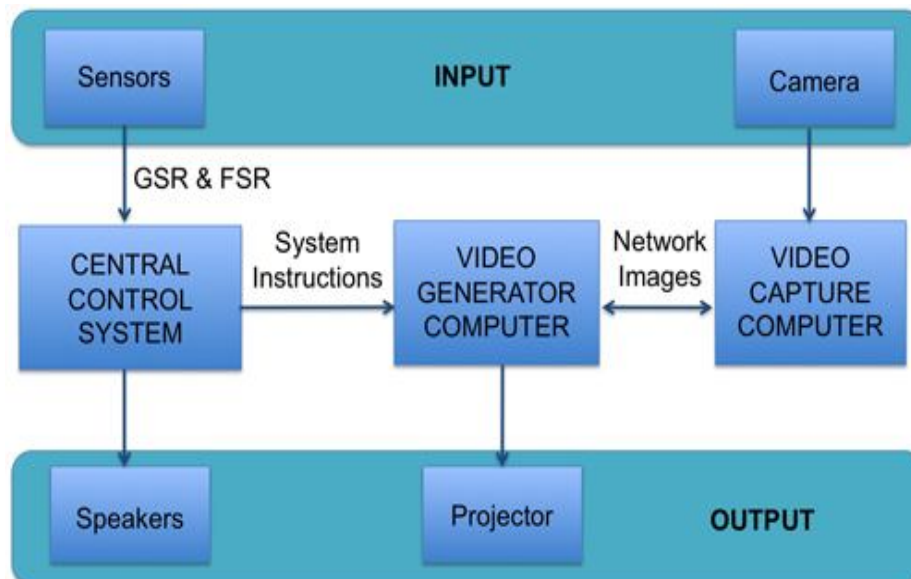 Sensors
INPUT
Camera
GSR & FSR
CENTRAL
CONTROL
SYSTEM
System
Instructions
VIDEO
GENERATOR
COMPUTER
Network
Images
VIDEO
CAPTURE
COMPUTER
Speakers
Projector
OUTPUT